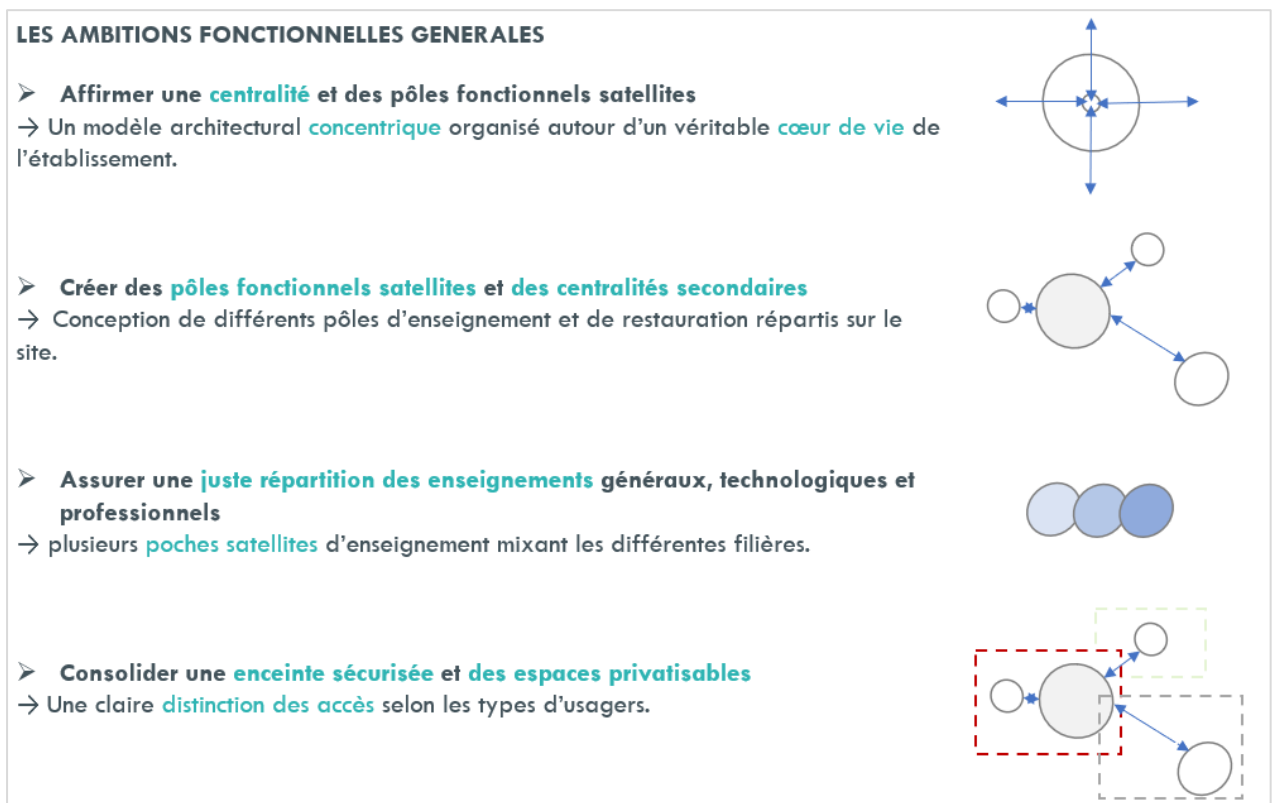 LES AMBITIONS FONCTIONNELLES GENERALES
➢ Affirmer une centralité et des pôles fonctionnels satellites
→ Un modèle architectural concentrique organisé autour d’un véritable cœur de vie de
l’établissement.
➢ Créer des pôles fonctionnels satellites et des centralités secondaires
→ Conception de différents pôles d’enseignement et de restauration répartis sur le
site.
➢ Assurer une juste répartition des enseignements généraux, technologiques et
professionnels
→ plusieurs poches satellites d’enseignement mixant les différentes filières.
➢ Consolider une enceinte sécurisée et des espaces privatisables
→ Une claire distinction des accès selon les types d’usagers.